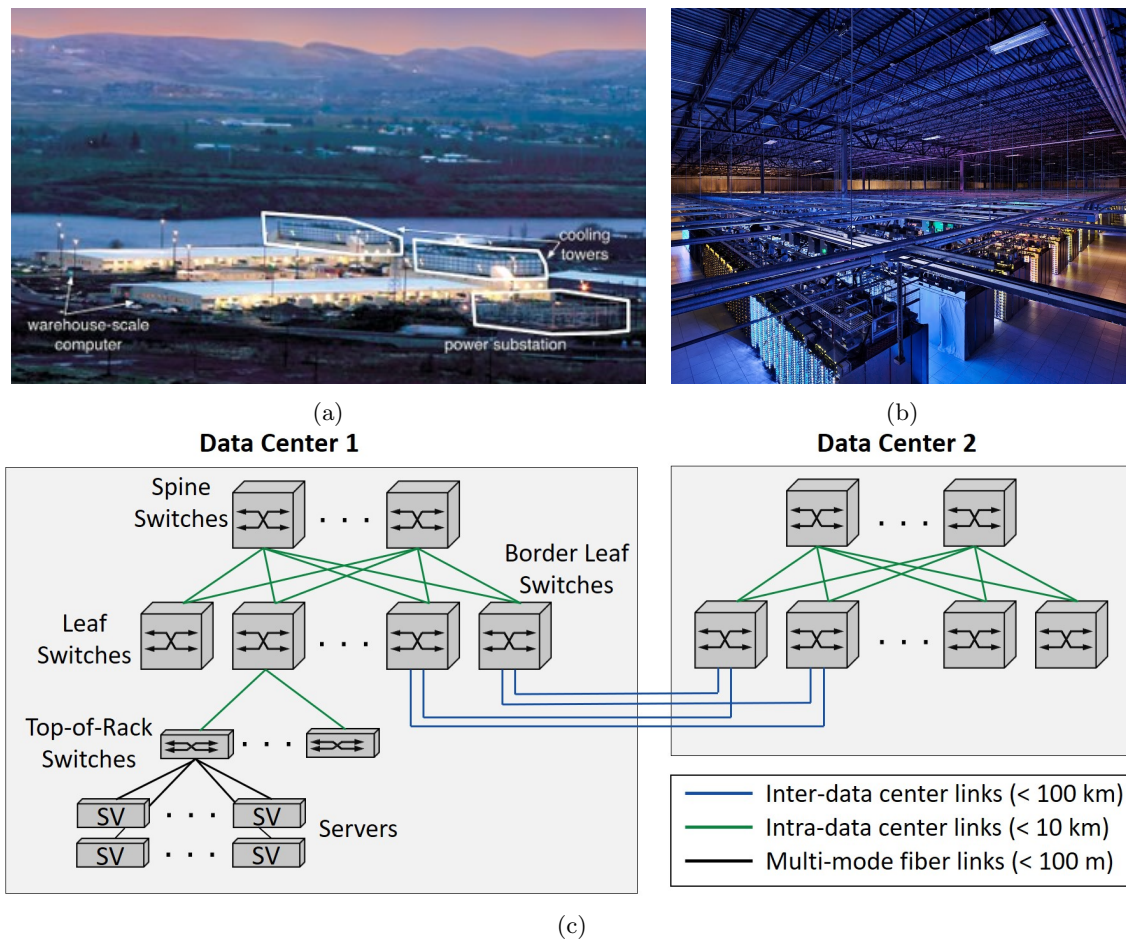 cooling
towers
warehouse-scale
computer
power substation
(a)
(b)
Data Center 1
Data Center 2
Spine
Switches
. . .
. . .
Border Leaf
Switches
Leaf
Switches
. . .
. . .
Top-of-Rack
Switches
. . .
SV
. . .
SV
Servers
SV
. . .
SV
Inter-data center links (< 100 km)
Intra-data center links (< 10 km)
Multi-mode fiber links (< 100 m)
(c)